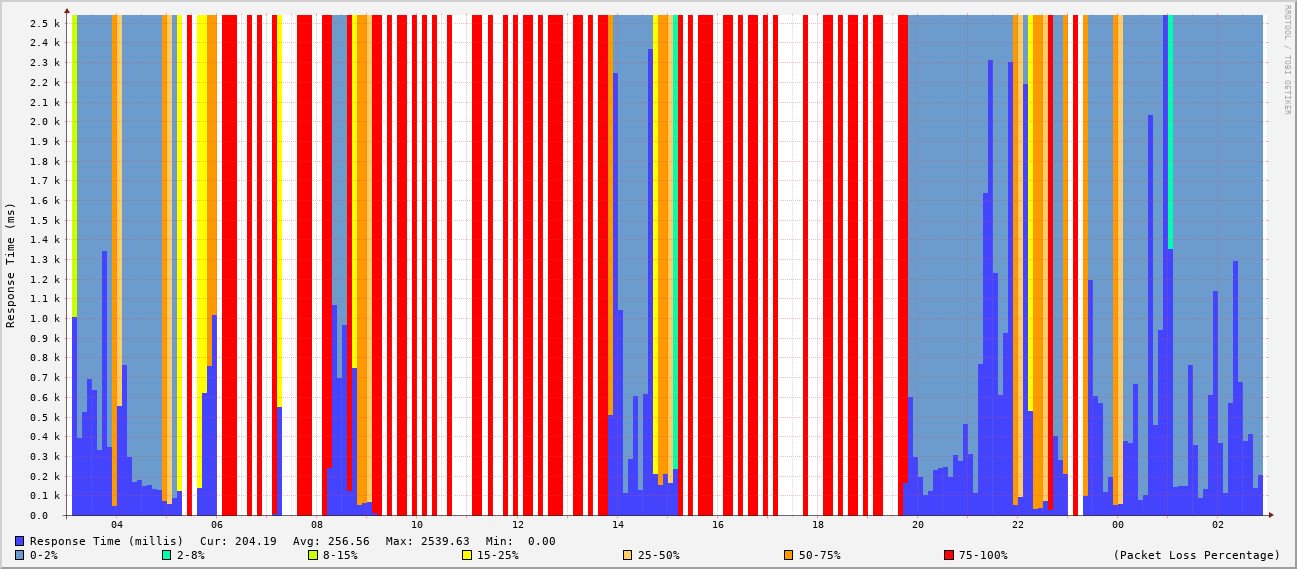 RRDTOOL / TOBI OETIKER
Response Time (ms)
2.5 k
2.4 k
2.3 k
2.2 k
2.1 k
2.0 k
1.9 k
1.8 k
1.7 k
1.6 k
1.5 k
1.4 k
1.3 k
1.2 k
1.1 k
1.0 k
0.9 k
0.8 k
0.7 k
0.6 k
0.5 k
0.4 k
0.3 k
0.2 k
0.1 k
0.0
04 06 08 10 12 14 16 18 20 22 00 02
Response Time (millis) Cur: 204.19 Avg: 256.56 Max: 2539.63 Min: 0.00
0-2% 2-8% 8-15% 15-25% 25-50% 50-75% 75-100% (Packet Loss Percentage)